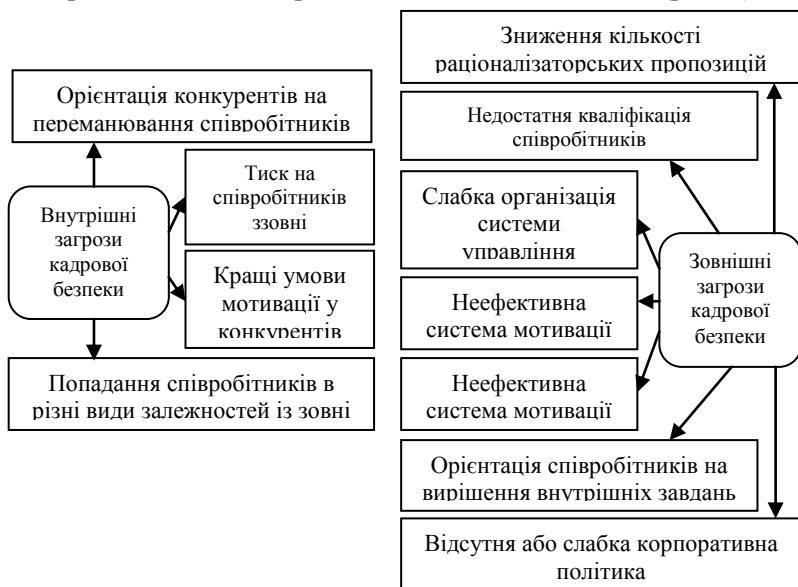 Орієнтація конкурентів на
переманювання співробітників
Тиск на
співробітників
ззовні
Внутрішні
загрози
кадрової
безпеки
Кращі умови
мотивації у
конкурентів
Попадання співробітників в
різні види залежностей із зовні
Зниження кількості
раціоналізаторських пропозицій
Недостатня кваліфікація
співробітників
Слабка організація
системи
управління
Неефективна
система мотивації
Зовнішні
загрози
кадрової
безпеки
Неефективна
система мотивації
Орієнтація співробітників на
вирішення внутрішніх завдань
Відсутня або слабка корпоративна
політика